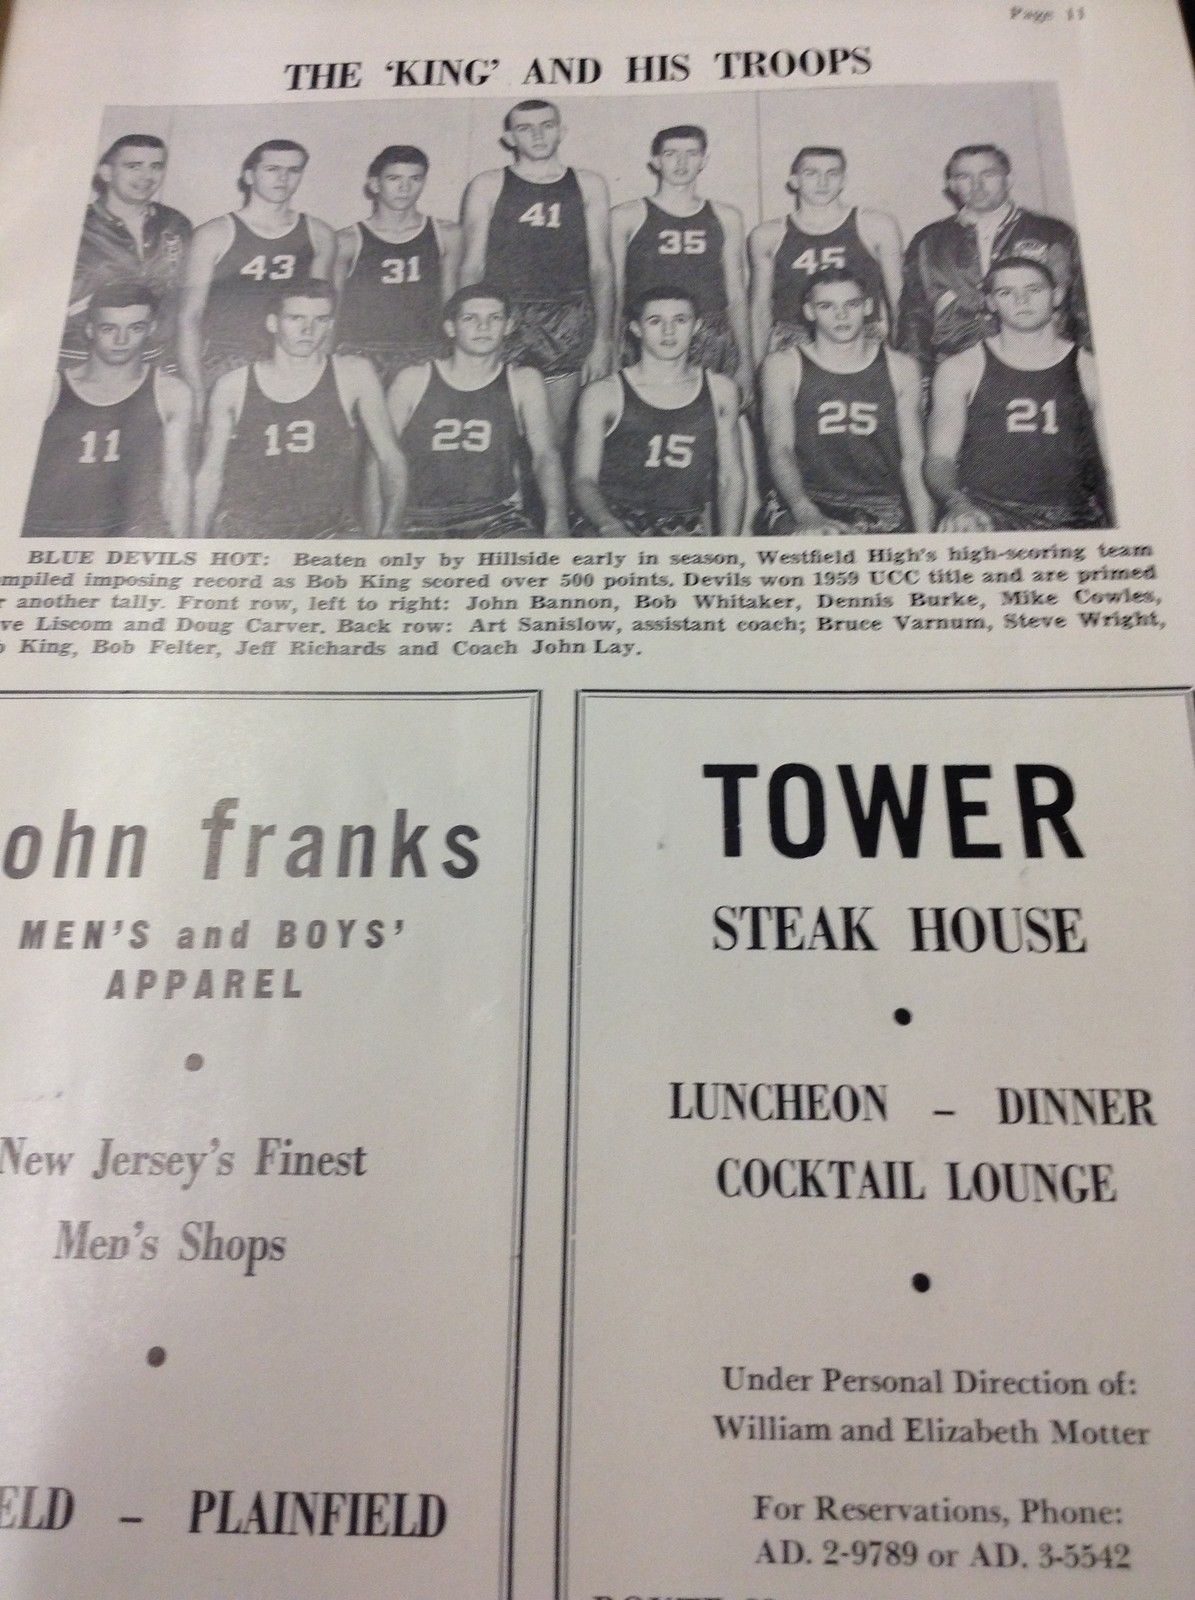 Page 11
THE 'KING' AND HIS TROOPS
41
35
43
31
45
11
13
23
15
25
21
BLUE DEVILS HOT: Beaten only by Hillside early in season, Westfield High's high-scoring team
mpiled imposing record as Bob King scored over 500 points. Devils won 1959 UCC title and are primed
r another tally. Front row, left to right: John Bannon, Bob Whitaker, Dennis Burke, Mike Cowles,
ve Liscom and Doug Carver. Back row: Art Sanislow, assistant coach; Bruce Varnum, Steve Wright,
King, Bob Felter, Jeff Richards and Coach John Lay.
ohn franks
MEN'S and BOYS'
APPAREL
New Jersey's Finest
Men's Shops
ELD - PLAINFIELD
TOWER
STEAK HOUSE
LUNCHEON - DINNER
COCKTAIL LOUNGE
Under Personal Direction of:
William and Elizabeth Motter
For Reservations, Phone:
AD. 2-9789 or AD. 3-5542